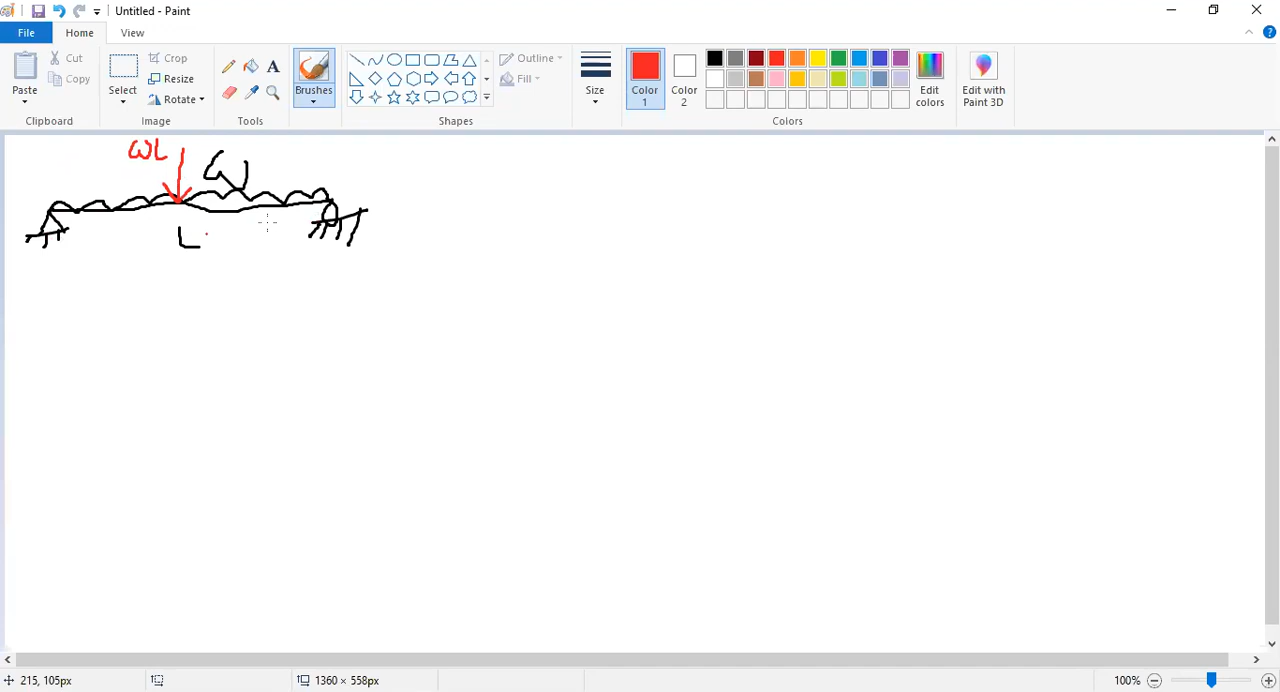 Untitled - Paint
File Home View
Paste
Cut
Copy
Clipboard
Select
Crop
Resize
Rotate
Image
A
Tools
Brushes
Outline
Fill
Shapes
Size
Color 1
Color 2
Edit colors
Edit with Paint 3D
Colors
ωL
ω
L
215, 105px
1360 × 558px
100%